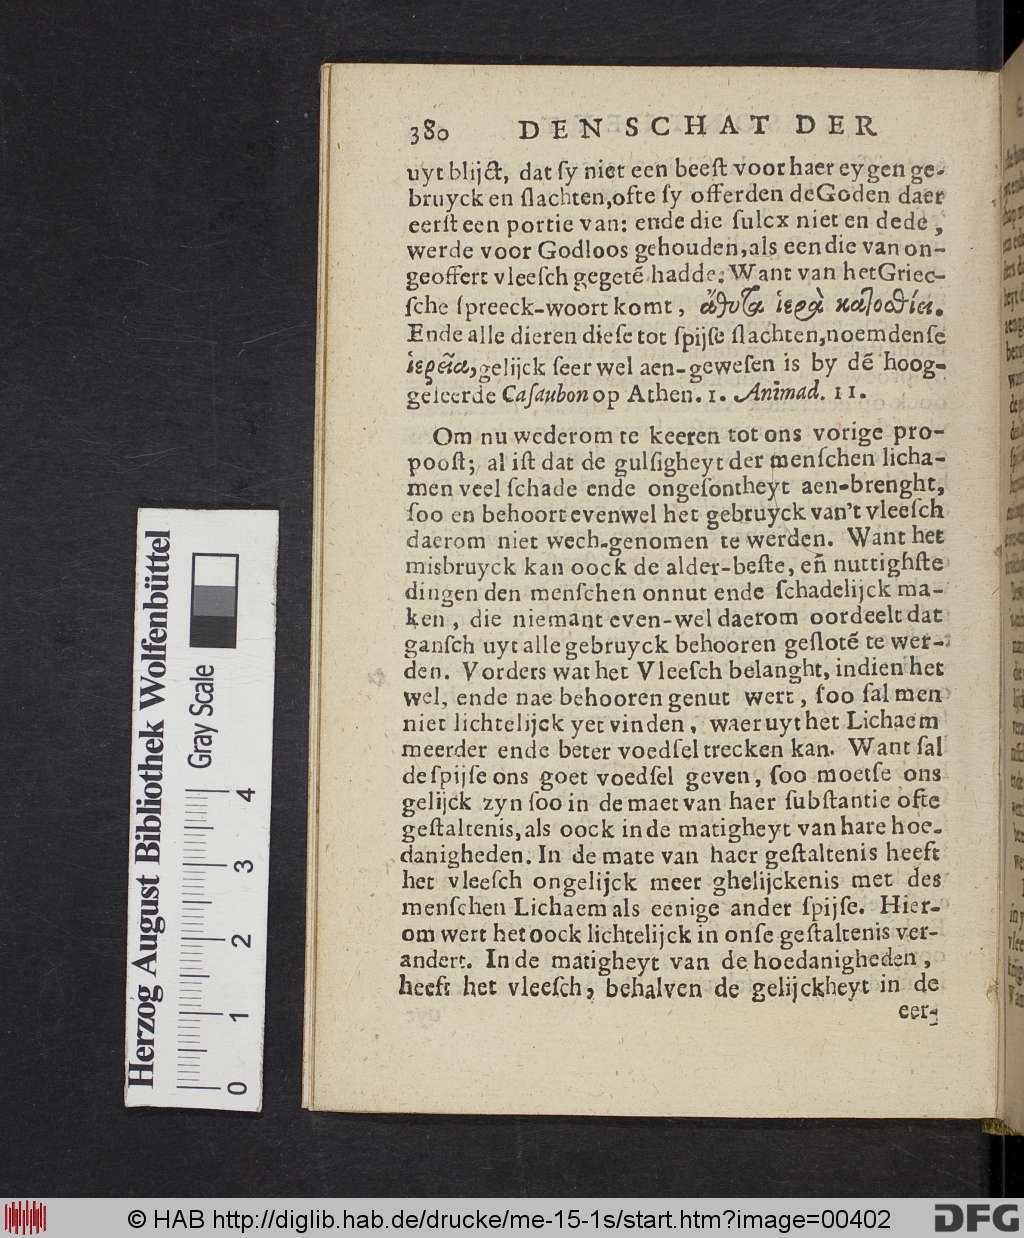 380 DEN SCHAT DER
uyt blijct, dat ſy niet een beeſt voor haer eygen ge-
bruyck en ſlachten, ofte ſy offerden de Goden daer
eerſt een portie van: ende die ſulcx niet en dede,
werde voor Godloos gehouden, als een die van on-
geoffert vleeſch gegetẽ hadde: Want van het Griec-
ſche ſpreeck-woort komt, ἄθυτα ἱερὰ κατεσθίει.
Ende alle dieren dieſe tot ſpijſe ſlachten, noemdenſe
ἱερεῖα, gelijck ſeer wel aen-geweſen is by dẽ hoog-
geleerde Caſaubon op Athen. 1. Animad. 11.
Om nu wederom te keeren tot ons vorige pro-
pooſt; al iſt dat de gulſigheyt der menſchen licha-
men veel ſchade ende ongeſontheyt aen-brenght,
ſoo en behoort evenwel het gebruyck van't vleeſch
daerom niet wech-genomen te werden. Want het
misbruyck kan oock de alder-beſte, eñ nuttighſte
dingen den menſchen onnut ende ſchadelijck ma-
ken, die niemant even-wel daerom oordeelt dat
ganſch uyt alle gebruyck behooren geſlotẽ te wer-
den. Vorders wat het Vleeſch belanght, indien het
wel, ende nae behooren genut wert, ſoo ſal men
niet lichtelijck yet vinden, waer uyt het Lichaem
meerder ende beter voedſel trecken kan. Want ſal
de ſpijſe ons goet voedſel geven, ſoo moetſe ons
gelijck zyn ſoo in de maet van haer ſubſtantie ofte
geſtaltenis, als oock in de matigheyt van hare hoe-
danigheden. In de mate van haer geſtaltenis heeft
het vleeſch ongelijck meer ghelijckenis met des
menſchen Lichaem als eenige ander ſpijſe. Hier-
om wert het oock lichtelijck in onſe geſtaltenis ver-
andert. In de matigheyt van de hoedanigheden,
heeft het vleeſch, behalven de gelijckheyt in de
eer-
Herzog August Bibliothek Wolfenbüttel
Gray Scale
0 1 2 3 4
© HAB http://diglib.hab.de/drucke/me-15-1s/start.htm?image=00402
DFG